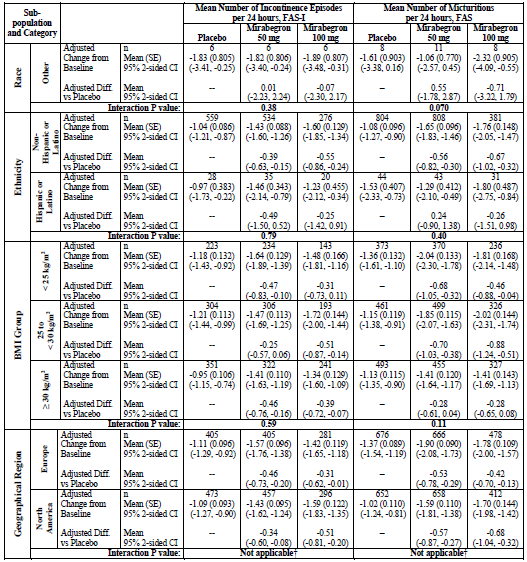 Sub-population and Category
Mean Number of Incontinence Episodes per 24 hours, FAS-I
Mean Number of Micturitions per 24 hours, FAS
Placebo Mirabegron 50 mg Mirabegron 100 mg Placebo Mirabegron 50 mg Mirabegron 100 mg
Race
Other
Adjusted Change from Baseline
n 6 6 6 8 11 8
Mean (SE) -1.83 (0.805) -1.82 (0.806) -1.89 (0.807) -1.61 (0.903) -1.06 (0.770) -2.32 (0.905)
95% 2-sided CI (-3.41, -0.25) (-3.40, -0.24) (-3.48, -0.31) (-3.38, 0.16) (-2.57, 0.45) (-4.09, -0.55)
Adjusted Diff. vs Placebo
Mean -- 0.01 -0.07 -- 0.55 -0.71
95% 2-sided CI (-2.23, 2.24) (-2.30, 2.17) (-1.78, 2.87) (-3.22, 1.79)
Interaction P value: 0.38 0.070
Ethnicity
Non-Hispanic or Latino
Adjusted Change from Baseline
n 559 534 276 804 808 381
Mean (SE) -1.04 (0.086) -1.43 (0.088) -1.60 (0.129) -1.08 (0.096) -1.65 (0.096) -1.76 (0.148)
95% 2-sided CI (-1.21, -0.87) (-1.60, -1.26) (-1.85, -1.34) (-1.27, -0.90) (-1.83, -1.46) (-2.05, -1.47)
Adjusted Diff. vs Placebo
Mean -- -0.39 -0.55 -- -0.56 -0.67
95% 2-sided CI (-0.63, -0.15) (-0.86, -0.24) (-0.82, -0.30) (-1.02, -0.32)
Hispanic or Latino
Adjusted Change from Baseline
n 28 35 20 44 43 31
Mean (SE) -0.97 (0.383) -1.46 (0.343) -1.23 (0.455) -1.53 (0.407) -1.29 (0.412) -1.80 (0.487)
95% 2-sided CI (-1.73, -0.22) (-2.14, -0.79) (-2.12, -0.34) (-2.33, -0.73) (-2.10, -0.49) (-2.75, -0.84)
Adjusted Diff. vs Placebo
Mean -- -0.49 -0.25 -- 0.24 -0.26
95% 2-sided CI (-1.50, 0.52) (-1.42, 0.91) (-0.90, 1.38) (-1.51, 0.98)
Interaction P value: 0.79 0.40
BMI Group
< 25 kg/m²
Adjusted Change from Baseline
n 223 234 143 373 370 236
Mean (SE) -1.18 (0.132) -1.64 (0.129) -1.48 (0.166) -1.36 (0.132) -2.04 (0.133) -1.81 (0.168)
95% 2-sided CI (-1.43, -0.92) (-1.89, -1.39) (-1.81, -1.16) (-1.61, -1.10) (-2.30, -1.78) (-2.14, -1.48)
Adjusted Diff. vs Placebo
Mean -- -0.47 -0.31 -- -0.68 -0.46
95% 2-sided CI (-0.83, -0.10) (-0.73, 0.11) (-1.05, -0.32) (-0.88, -0.04)
25 to < 30 kg/m²
Adjusted Change from Baseline
n 304 306 193 461 499 326
Mean (SE) -1.21 (0.113) -1.47 (0.113) -1.72 (0.144) -1.15 (0.119) -1.85 (0.115) -2.02 (0.144)
95% 2-sided CI (-1.44, -0.99) (-1.69, -1.25) (-2.00, -1.44) (-1.38, -0.91) (-2.07, -1.63) (-2.31, -1.74)
Adjusted Diff. vs Placebo
Mean -- -0.25 -0.51 -- -0.70 -0.88
95% 2-sided CI (-0.57, 0.06) (-0.87, -0.14) (-1.03, -0.38) (-1.24, -0.51)
≥ 30 kg/m²
Adjusted Change from Baseline
n 351 322 241 493 455 327
Mean (SE) -0.95 (0.106) -1.41 (0.110) -1.34 (0.129) -1.13 (0.115) -1.41 (0.120) -1.41 (0.143)
95% 2-sided CI (-1.15, -0.74) (-1.63, -1.19) (-1.60, -1.09) (-1.35, -0.90) (-1.64, -1.17) (-1.69, -1.13)
Adjusted Diff. vs Placebo
Mean -- -0.46 -0.39 -- -0.28 -0.28
95% 2-sided CI (-0.76, -0.16) (-0.72, -0.07) (-0.61, 0.04) (-0.65, 0.08)
Interaction P value: 0.59 0.11
Geographical Region
Europe
Adjusted Change from Baseline
n 405 405 281 676 666 478
Mean (SE) -1.11 (0.096) -1.57 (0.096) -1.42 (0.119) -1.37 (0.089) -1.90 (0.090) -1.78 (0.109)
95% 2-sided CI (-1.29, -0.92) (-1.76, -1.38) (-1.65, -1.18) (-1.54, -1.19) (-2.08, -1.73) (-2.00, -1.57)
Adjusted Diff. vs Placebo
Mean -- -0.46 -0.31 -- -0.53 -0.42
95% 2-sided CI (-0.73, -0.20) (-0.62, -0.01) (-0.78, -0.29) (-0.70, -0.13)
North America
Adjusted Change from Baseline
n 473 457 296 652 658 412
Mean (SE) -1.09 (0.093) -1.43 (0.095) -1.59 (0.122) -1.02 (0.110) -1.59 (0.110) -1.70 (0.144)
95% 2-sided CI (-1.27, -0.90) (-1.62, -1.24) (-1.83, -1.35) (-1.24, -0.81) (-1.81, -1.38) (-1.98, -1.42)
Adjusted Diff. vs Placebo
Mean -- -0.34 -0.51 -- -0.57 -0.68
95% 2-sided CI (-0.60, -0.08) (-0.81, -0.20) (-0.87, -0.27) (-1.04, -0.32)
Interaction P value: Not applicable† Not applicable†